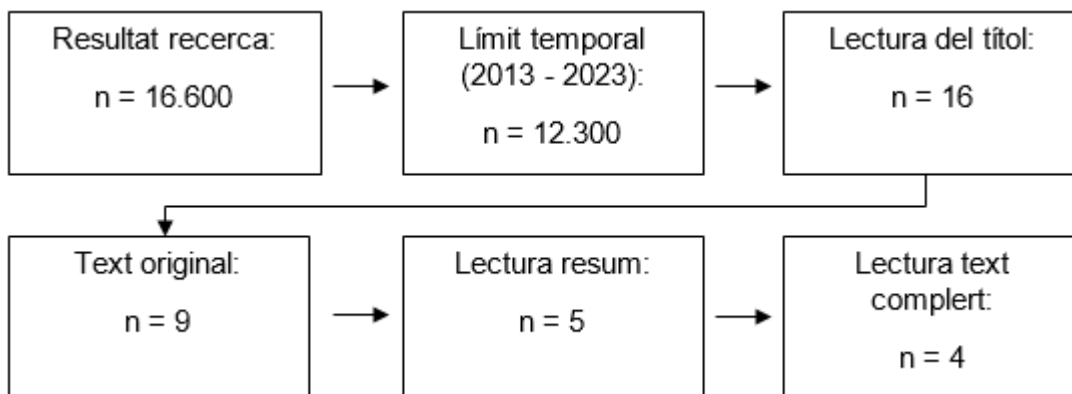 Resultat recerca:
n = 16.600
Límit temporal
(2013 - 2023):
n = 12.300
Lectura del títol:
n = 16
Text original:
n = 9
Lectura resum:
n = 5
Lectura text
complert:
n = 4